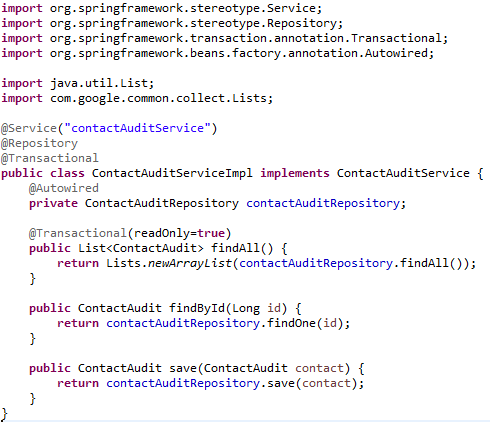 import org.springframework.stereotype.Service;
import org.springframework.stereotype.Repository;
import org.springframework.transaction.annotation.Transactional;
import org.springframework.beans.factory.annotation.Autowired;

import java.util.List;
import com.google.common.collect.Lists;

@Service("contactAuditService")
@Repository
@Transactional
public class ContactAuditServiceImpl implements ContactAuditService {
    @Autowired
    private ContactAuditRepository contactAuditRepository;

    @Transactional(readOnly=true)
    public List<ContactAudit> findAll() {
        return Lists.newArrayList(contactAuditRepository.findAll());
    }

    public ContactAudit findById(Long id) {
        return contactAuditRepository.findOne(id);
    }

    public ContactAudit save(ContactAudit contact) {
        return contactAuditRepository.save(contact);
    }
}